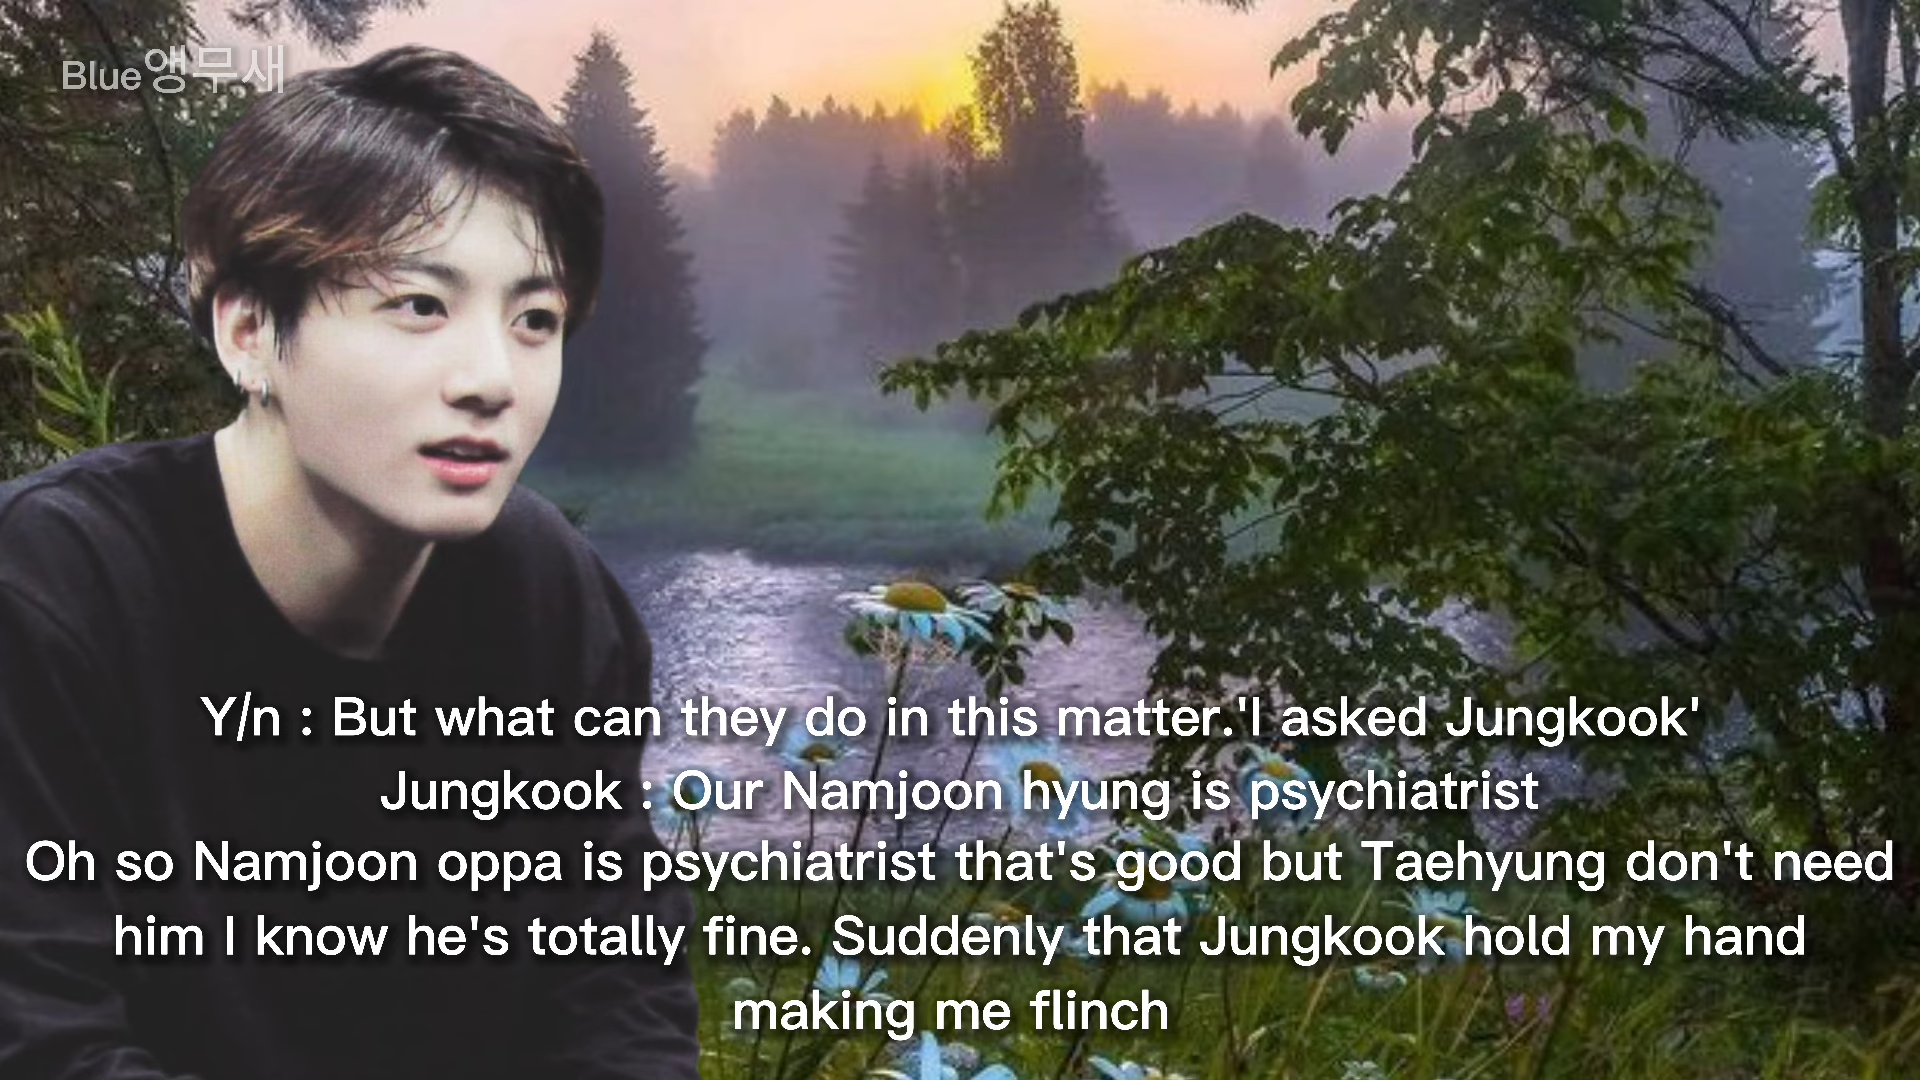 Blue앵무새
Y/n : But what can they do in this matter.'I asked Jungkook'
Jungkook : Our Namjoon hyung is psychiatrist
Oh so Namjoon oppa is psychiatrist that's good but Taehyung don't need
him I know he's totally fine. Suddenly that Jungkook hold my hand
making me flinch